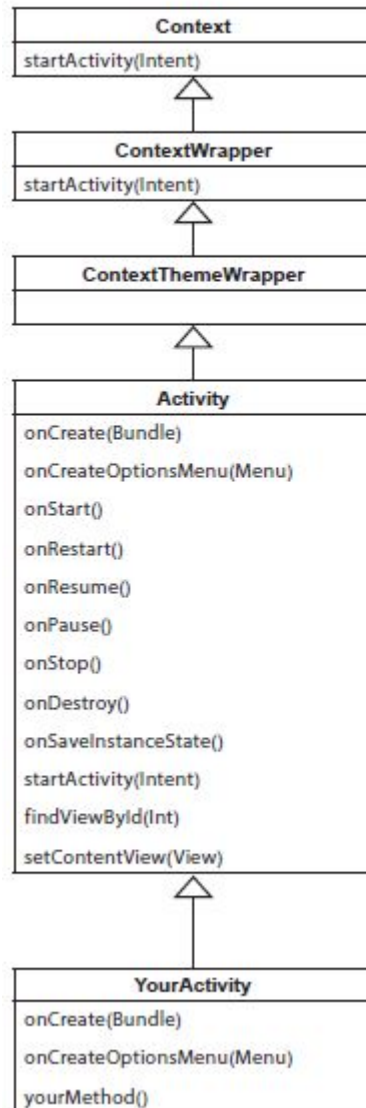 Context
startActivity(Intent)
ContextWrapper
startActivity(Intent)
ContextThemeWrapper
Activity
onCreate(Bundle)
onCreateOptionsMenu(Menu)
onStart()
onRestart()
onResume()
onPause()
onStop()
onDestroy()
onSaveInstanceState()
startActivity(Intent)
findViewById(Int)
setContentView(View)
YourActivity
onCreate(Bundle)
onCreateOptionsMenu(Menu)
yourMethod()